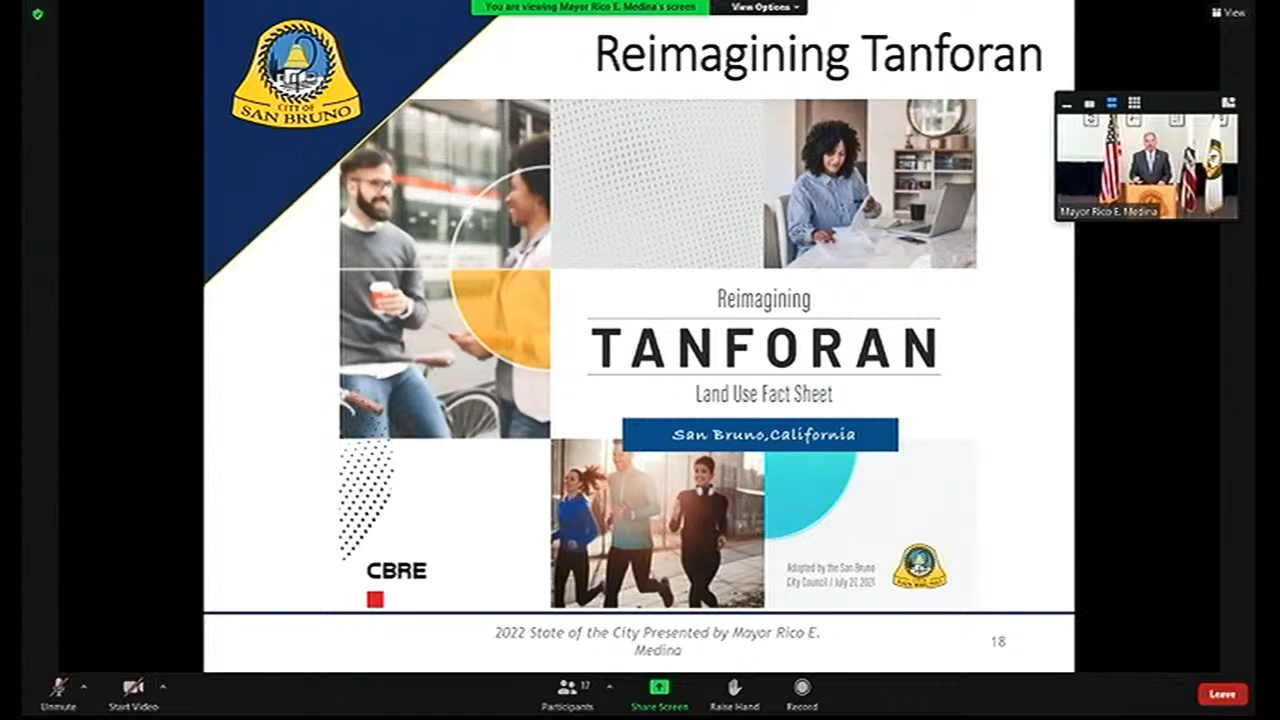 You are viewing Mayor Rico E. Medina's screen
View Options
View
CITY OF
SAN BRUNO
Reimagining Tanforan
Mayor Rico E. Medina
Reimagining
TANFORAN
Land Use Fact Sheet
San Bruno,California
CBRE
Adopted by the San Bruno
City Council / July 27, 2021
2022 State of the City Presented by Mayor Rico E.
Medina
18
Unmute
Start Video
Participants
17
Share Screen
Raise Hand
Record
Leave